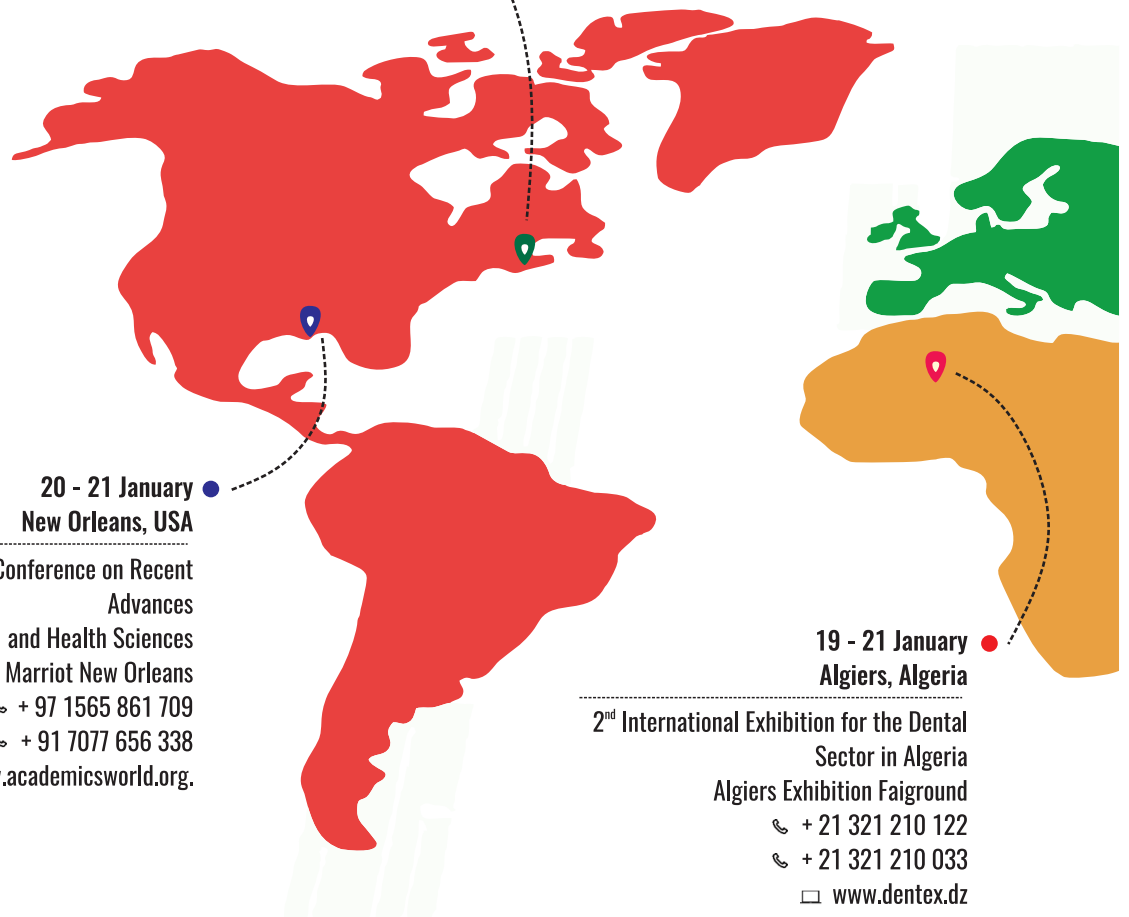 20 - 21 January
New Orleans, USA
Conference on Recent
Advances
and Health Sciences
Marriot New Orleans
+ 97 1565 861 709
+ 91 7077 656 338
.academicsworld.org.
19 - 21 January
Algiers, Algeria
2nd International Exhibition for the Dental
Sector in Algeria
Algiers Exhibition Faiground
+ 21 321 210 122
+ 21 321 210 033
www.dentex.dz